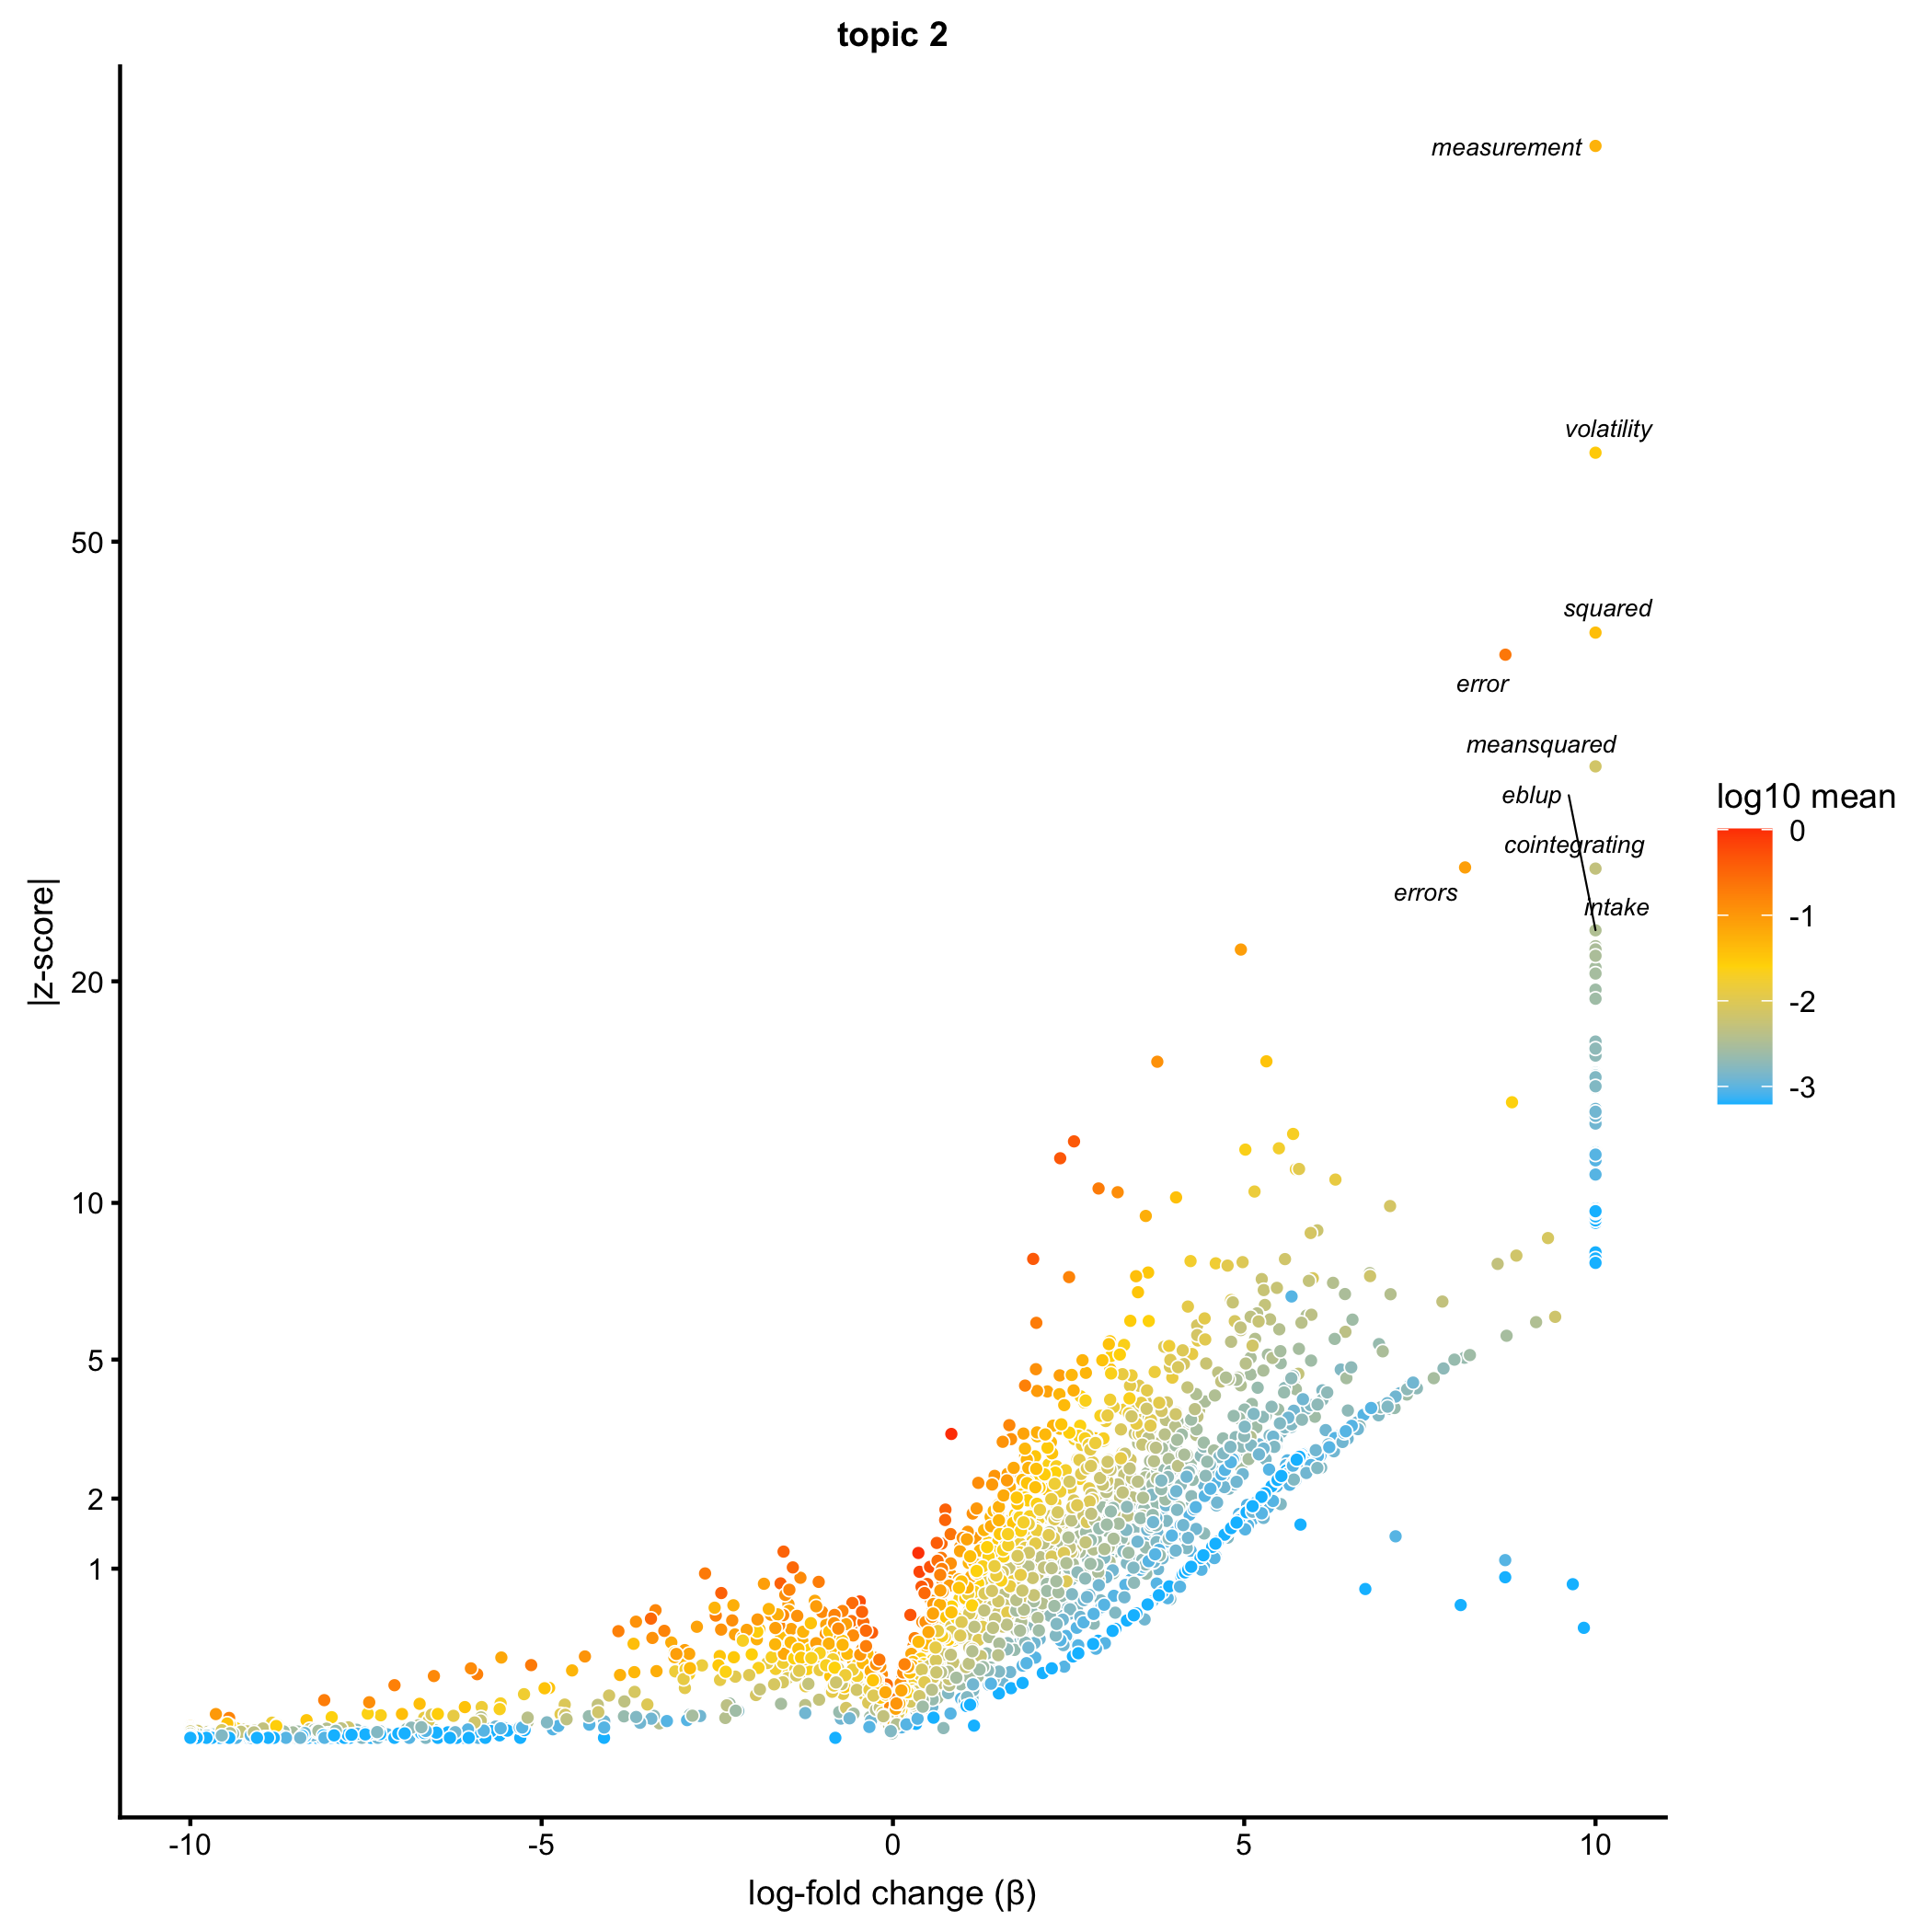 topic 2
measurement
volatility
50
squared
error
meansquared
eblup
log10 mean
0
cointegrating
errors
intake
-1
|z-score|
20
-2
-3
10
5
2
1
-10
-5
0
5
10
log-fold change (β)